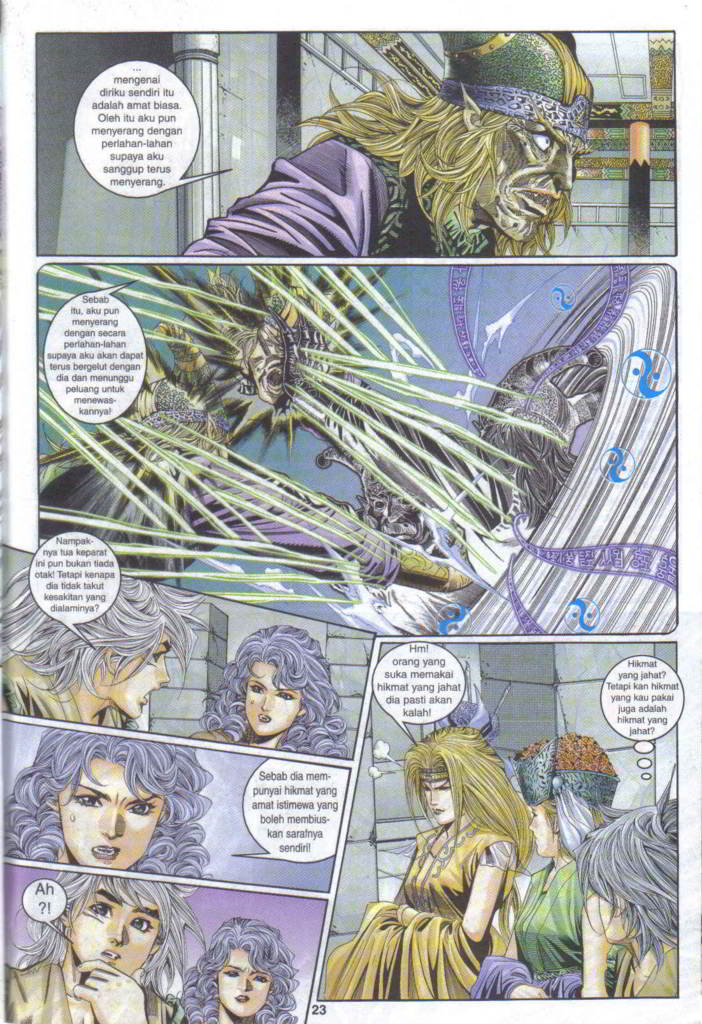 ...
mengenai
diriku sendiri itu
adalah amat biasa.
Oleh itu aku pun
menyerang dengan
perlahan-lahan
supaya aku
sanggup terus
menyerang.
Sebab
itu, aku pun
menyerang
dengan secara
perlahan-lahan
supaya aku dapat
terus bergelut dengan
dia dan menunggu
peluang untuk
menewas-
kannya!
Nampak-
nya tua keparat
ini pun bukan tiada
otak! Tetapi kenapa
dia tidak takut
kesakitan yang
dialaminya?
Sebab dia mem-
punyai hikmat yang
amat istimewa yang
boleh membius-
kan sarafnya
sendiri!
Ah
?!
Hm!
orang yang
suka memakai
hikmat yang jahat
dia pasti akan
kalah!
Hikmat
yang jahat?
Tetapi kan hikmat
yang kau pakai
juga adalah
hikmat yang
jahat?
23